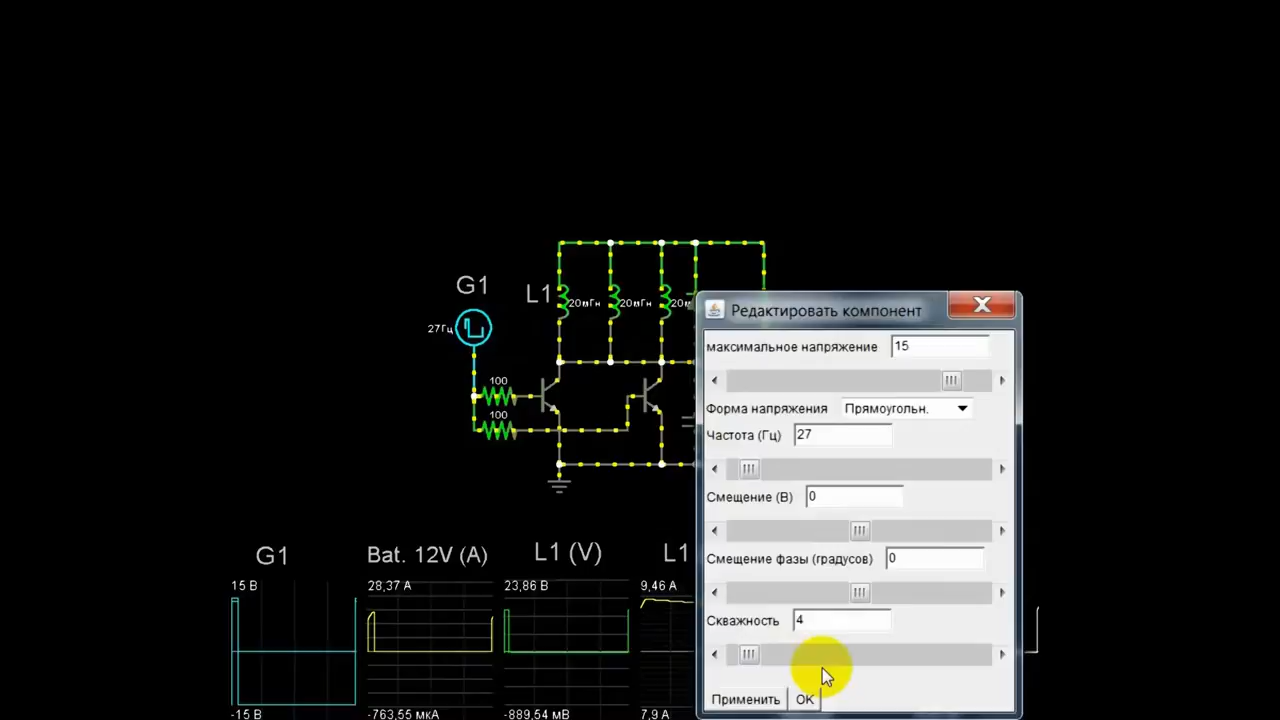 G1
L1
27Гц
20мГн
20мГн
20м
100
100
Редактировать компонент
максимальное напряжение 15
Форма напряжения Прямоугольн.
Частота (Гц) 27
Смещение (В) 0
Смещение фазы (градусов) 0
Скважность 4
Применить OK
G1
Bat. 12V (A)
L1 (V)
L1
15 В
28,37 А
23,86 В
9,46 А
-15 В
-763,55 мкА
-889,54 мВ
7,9 А